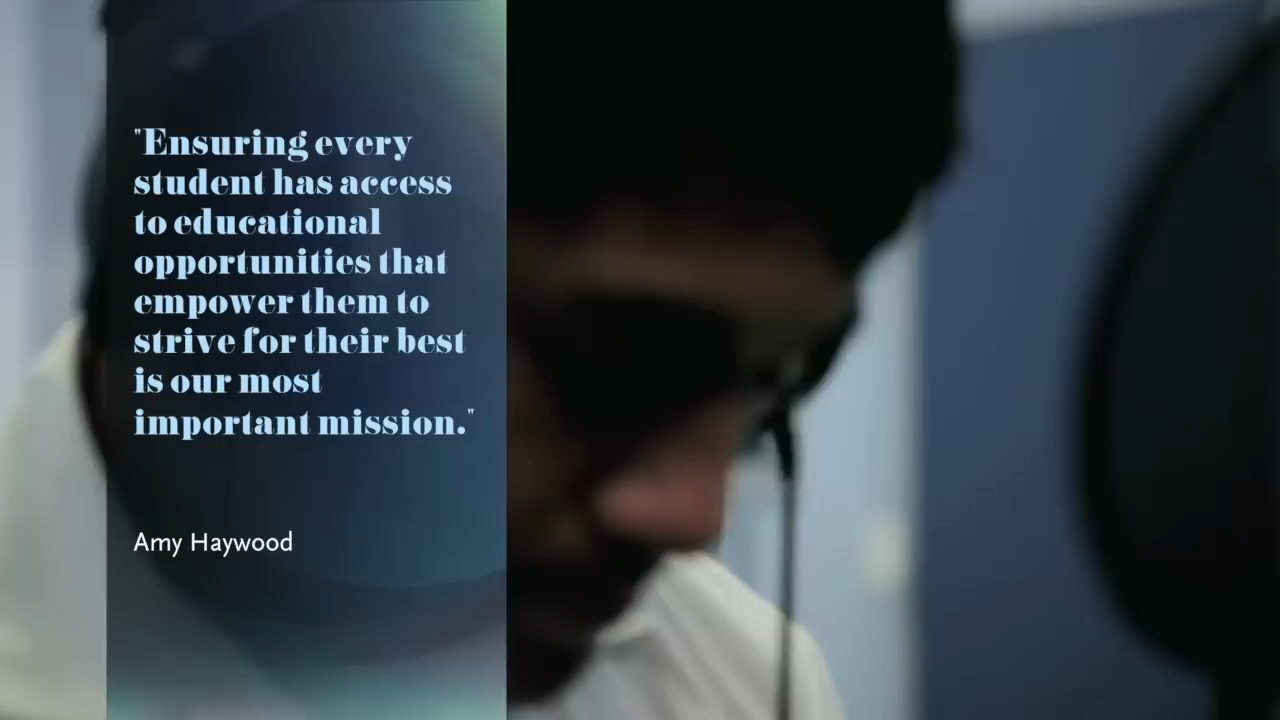 "Ensuring every
student has access
to educational
opportunities that
empower them to
strive for their best
is our most
important mission."
Amy Haywood